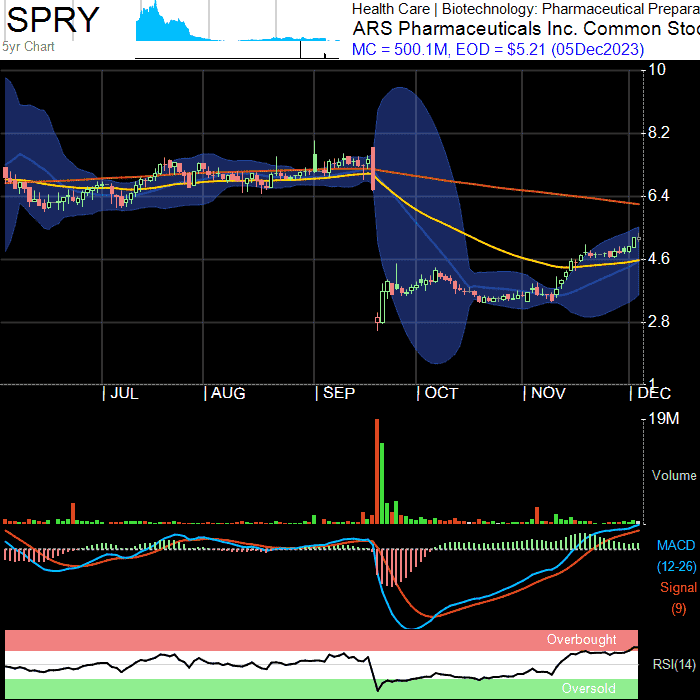 SPRY
5yr Chart
Health Care | Biotechnology: Pharmaceutical Prepara
ARS Pharmaceuticals Inc. Common Stoc
MC = 500.1M, EOD = $5.21 (05Dec2023)
10
8.2
6.4
4.6
2.8
1
| JUL | AUG | SEP | OCT | NOV | DEC
19M
Volume
MACD
(12-26)
Signal
(9)
Overbought
RSI(14)
Oversold